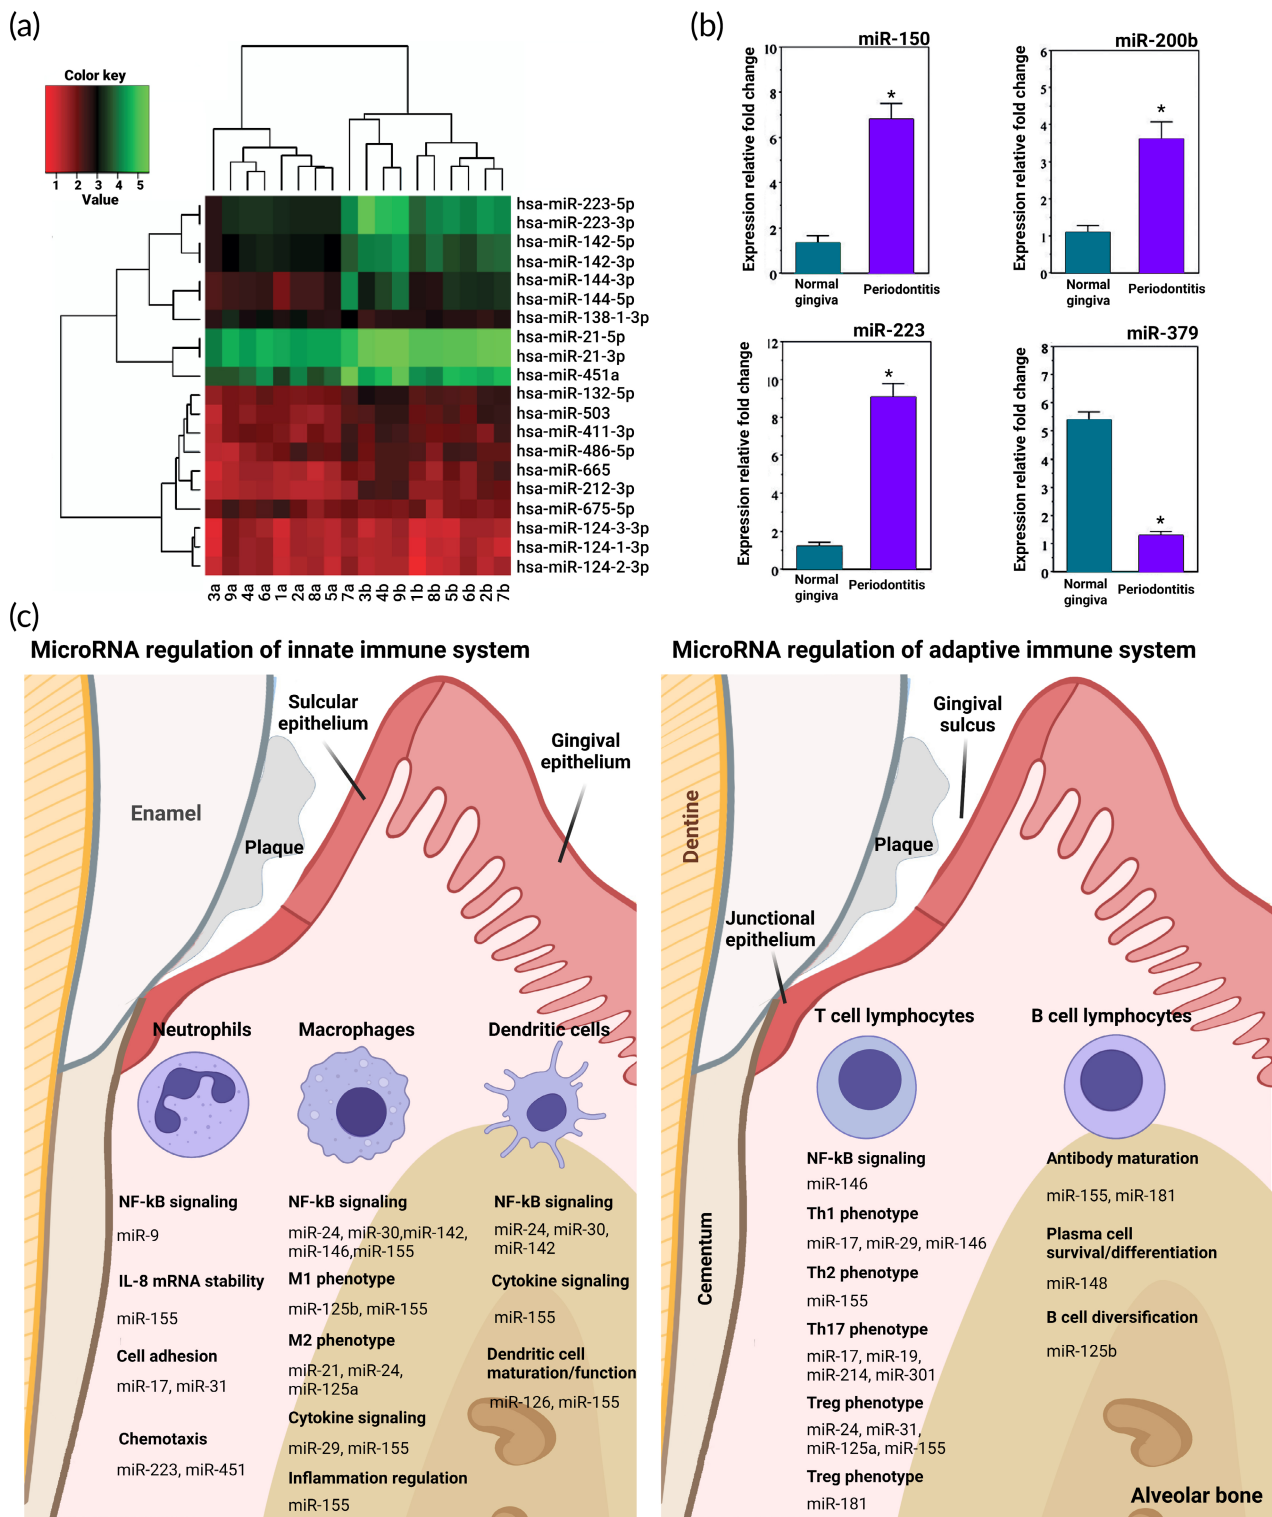 (a)
Color key
1 2 3 4 5
Value
hsa-miR-223-5p
hsa-miR-223-3p
hsa-miR-142-5p
hsa-miR-142-3p
hsa-miR-144-3p
hsa-miR-144-5p
hsa-miR-138-1-3p
hsa-miR-21-5p
hsa-miR-21-3p
hsa-miR-451a
hsa-miR-132-5p
hsa-miR-503
hsa-miR-411-3p
hsa-miR-486-5p
hsa-miR-665
hsa-miR-212-3p
hsa-miR-675-5p
hsa-miR-124-3-3p
hsa-miR-124-1-3p
hsa-miR-124-2-3p
3a 9a 4a 6a 1a 2a 8a 5a 7a 3b 4b 9b 1b 8b 5b 6b 2b 7b
(b)
miR-150
Expression relative fold change
10
8
6
4
2
0
*
Normal
gingiva
Periodontitis
miR-200b
Expression relative fold change
6
5
4
3
2
1
0
*
Normal
gingiva
Periodontitis
miR-223
Expression relative fold change
12
10
8
6
4
2
0
*
Normal
gingiva
Periodontitis
miR-379
Expression relative fold change
8
7
6
5
4
3
2
1
0
*
Normal
gingiva
Periodontitis
(c)
MicroRNA regulation of innate immune system
Sulcular
epithelium
Gingival
epithelium
Enamel
Plaque
Neutrophils
Macrophages
Dendritic cells
NF-kB signaling
miR-9
IL-8 mRNA stability
miR-155
Cell adhesion
miR-17, miR-31
Chemotaxis
miR-223, miR-451
NF-kB signaling
miR-24, miR-30,miR-142,
miR-146,miR-155
M1 phenotype
miR-125b, miR-155
M2 phenotype
miR-21, miR-24,
miR-125a
Cytokine signaling
miR-29, miR-155
Inflammation regulation
miR-155
NF-kB signaling
miR-24, miR-30,
miR-142
Cytokine signaling
miR-155
Dendritic cell
maturation/function
miR-126, miR-155
MicroRNA regulation of adaptive immune system
Gingival
sulcus
Dentine
Plaque
Junctional
epithelium
Cementum
T cell lymphocytes
B cell lymphocytes
NF-kB signaling
miR-146
Th1 phenotype
miR-17, miR-29, miR-146
Th2 phenotype
miR-155
Th17 phenotype
miR-17, miR-19,
miR-214, miR-301
Treg phenotype
miR-24, miR-31,
miR-125a, miR-155
Treg phenotype
miR-181
Antibody maturation
miR-155, miR-181
Plasma cell
survival/differentiation
miR-148
B cell diversification
miR-125b
Alveolar bone